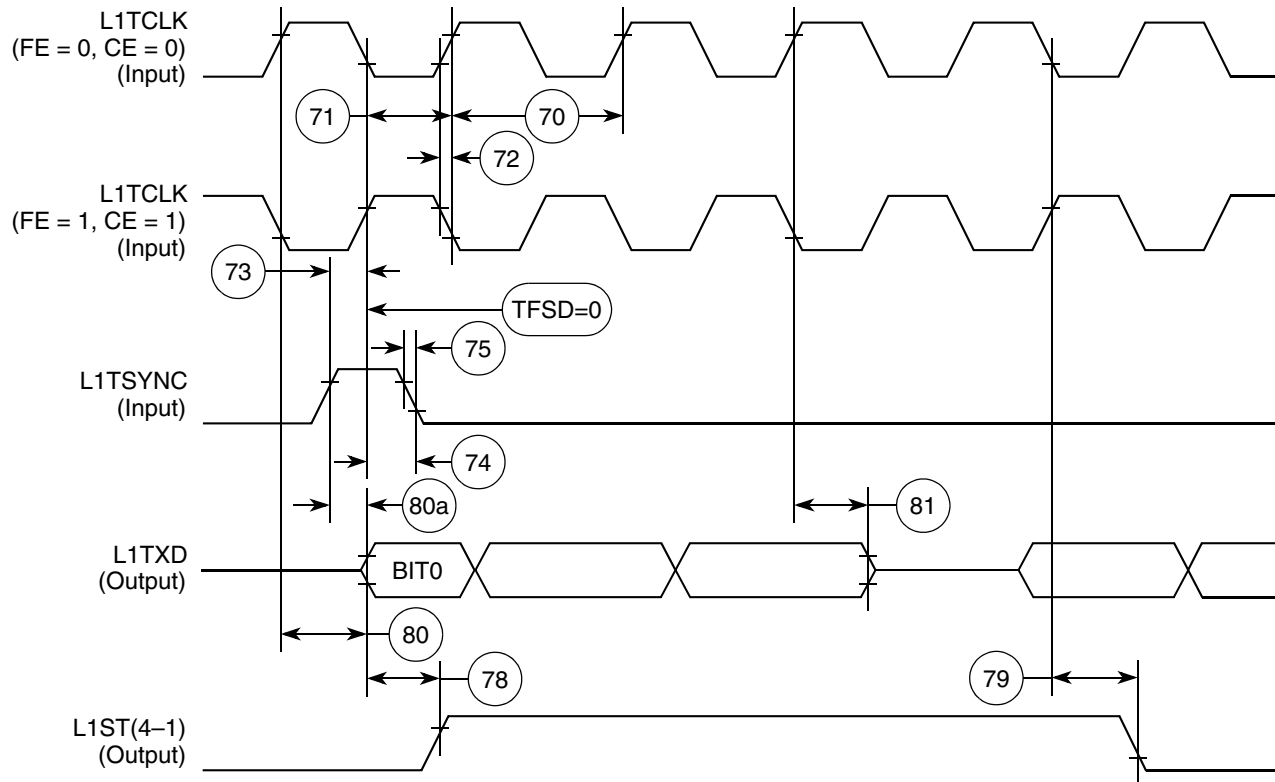 L1TCLK
(FE = 0, CE = 0)
(Input)
71
70
72
L1TCLK
(FE = 1, CE = 1)
(Input)
73
TFSD=0
75
L1TSYNC
(Input)
74
80a
81
L1TXD
(Output)
BIT0
80
78
79
L1ST(4–1)
(Output)